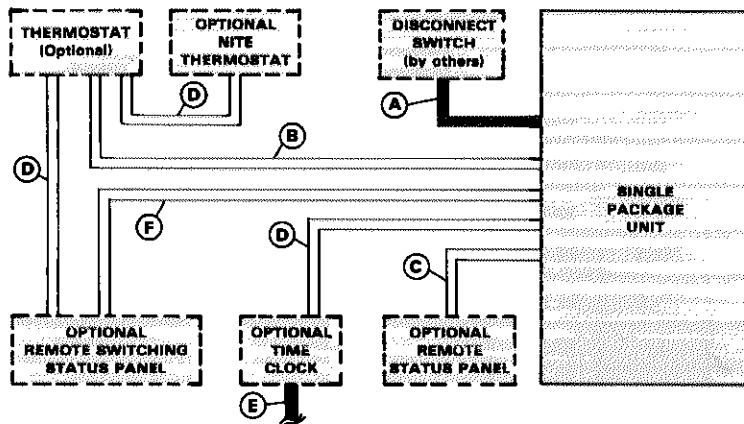 THERMOSTAT
(Optional)
OPTIONAL
NITE
THERMOSTAT
DISCONNECT
SWITCH
(by others)
D
A
B
D
SINGLE
PACKAGE
UNIT
F
D
C
OPTIONAL
REMOTE SWITCHING
STATUS PANEL
OPTIONAL
TIME
CLOCK
OPTIONAL
REMOTE
STATUS PANEL
E